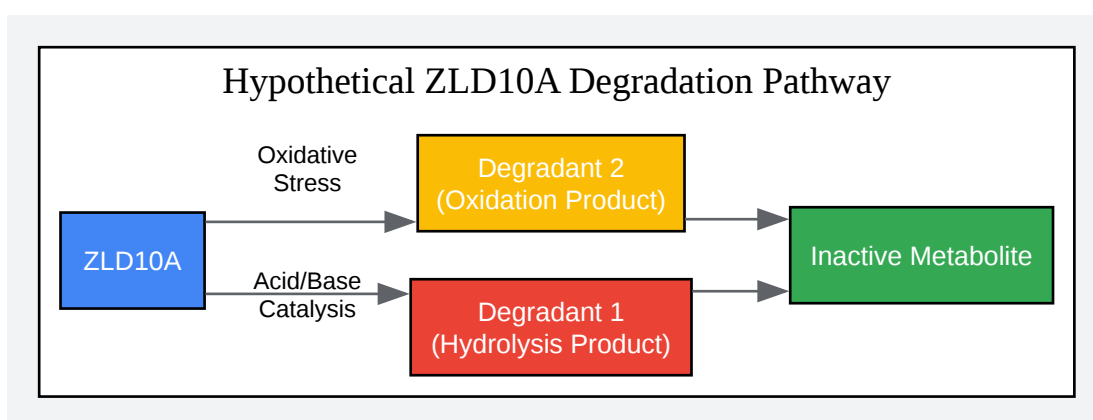 Hypothetical ZLD10A Degradation Pathway
Oxidative
Stress
Degradant 2
(Oxidation Product)
ZLD10A
Inactive Metabolite
Acid/Base
Catalysis
Degradant 1
(Hydrolysis Product)